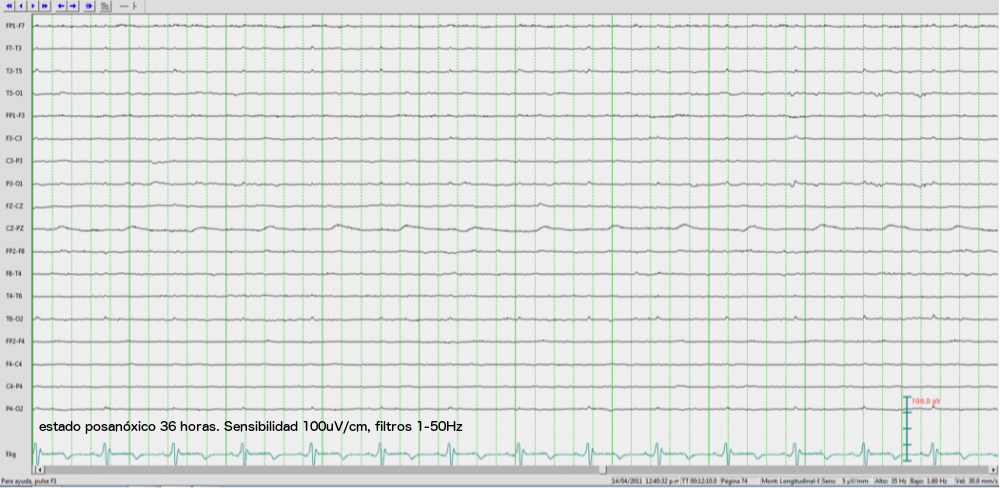 FP1-F7
F7-T3
T3-T5
T5-O1
FP1-F3
F3-C3
C3-P3
P3-O1
FZ-CZ
CZ-PZ
FP2-F8
F8-T4
T4-T6
T6-O2
FP2-F4
F4-C4
C4-P4
P4-O2
100.0 uV
estado posanóxico 36 horas. Sensibilidad 100uV/cm, filtros 1-50Hz
Ekg
Para ayuda, pulse F1 14/04/2011 12:40:32 p.m TT 00:12:10.0 Página 74 Mont: Longitudinal-I Sens: 5 µV/mm Alto: 35 Hz Bajo: 1.60 Hz Vel: 30.0 mm/s